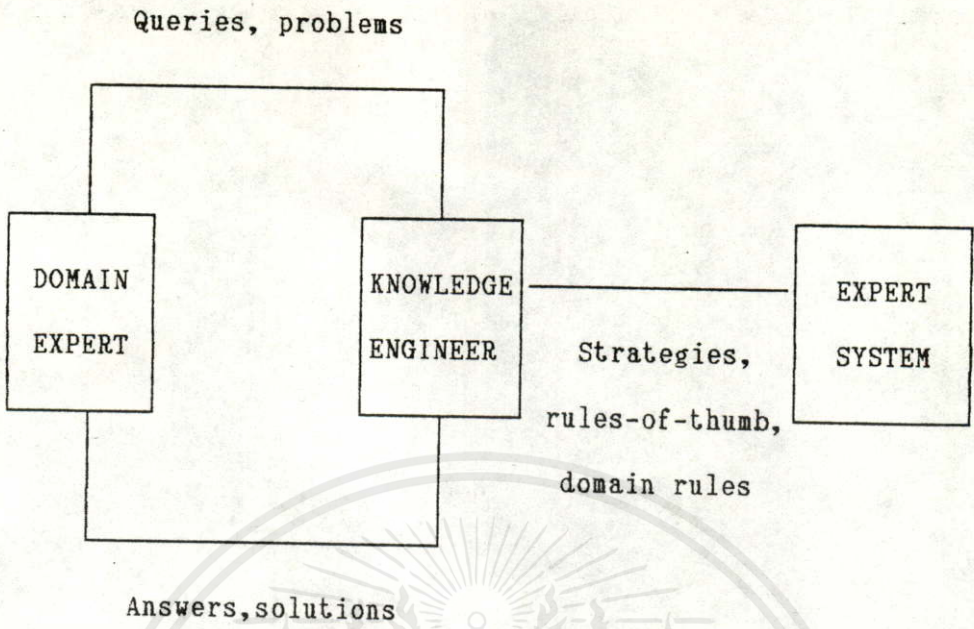 Queries, problems
DOMAIN
EXPERT
KNOWLEDGE
ENGINEER
EXPERT
SYSTEM
Strategies,
rules-of-thumb,
domain rules
Answers,solutions